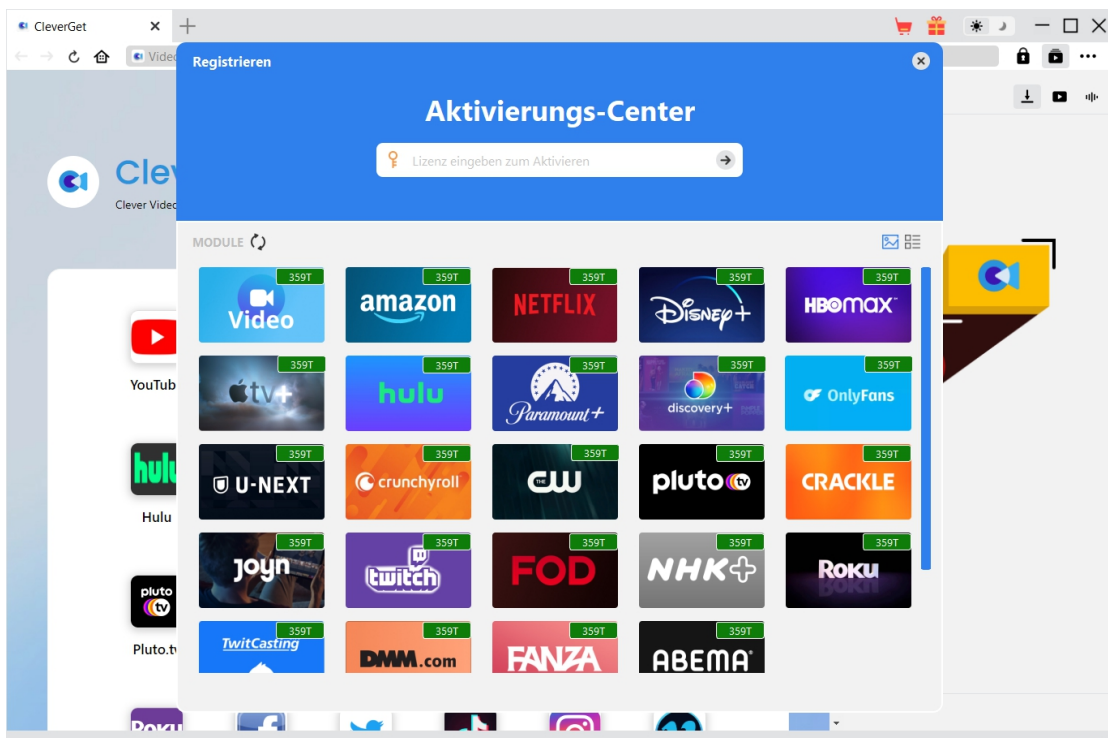 CleverGet
Vide
Registrieren
Aktivierungs-Center
Lizenz eingeben zum Aktivieren
Clev
Clever Video
MODULE
359T 359T 359T 359T 359T
Video amazon NETFLIX Disney+ HBOmax
359T 359T 359T 359T 359T
tv+ hulu Paramount+ discovery+ OnlyFans
YouTub
359T 359T 359T 359T 359T
hulu U-NEXT crunchyroll THE CW pluto tv CRACKLE
Hulu
359T 359T 359T 359T 359T
joyn twitch FOD NHK+ Roku
pluto tv
359T 359T 359T 359T
Pluto.tv TwitCasting DMM.com FANZA ABEMA
Roku